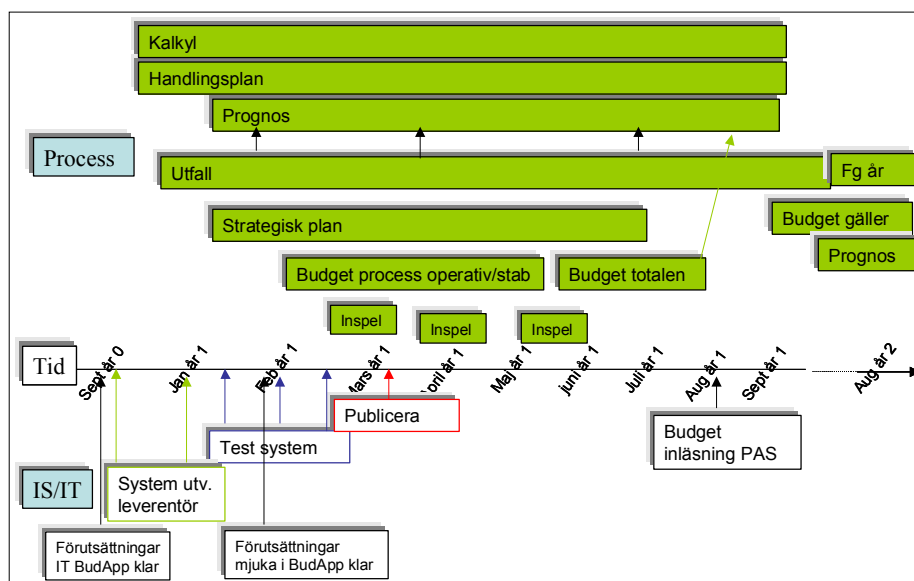 Kalkyl
Handlingsplan
Prognos
Process
Utfall
Fg år
Strategisk plan
Budget gäller
Budget process operativ/stab
Budget totalen
Prognos
Inspel
Inspel
Inspel
Tid
Sept år 0
Jan år 1
Feb år 1
Mars år 1
April år 1
Maj år 1
juni år 1
Juli år 1
Aug år 1
Sept år 1
Aug år 2
Publicera
Test system
Budget
inläsning PAS
System utv.
leverentör
IS/IT
Förutsättningar
IT BudApp klar
Förutsättningar
mjuka i BudApp klar